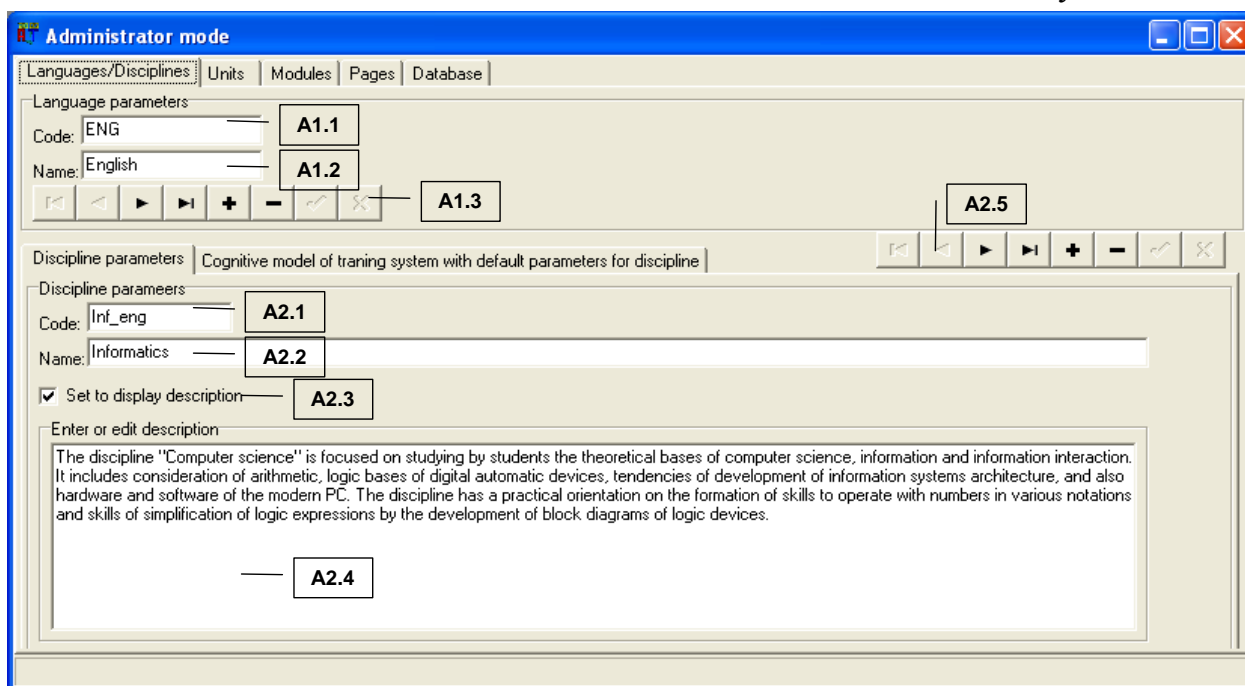 Administrator mode
Languages/Disciplines Units Modules Pages Database
Language parameters
Code: ENG A1.1
Name: English A1.2
A1.3
A2.5
Discipline parameters Cognitive model of traning system with default parameters for discipline
Discipline parameers
Code: Inf_eng A2.1
Name: Informatics A2.2
Set to display description A2.3
Enter or edit description
The discipline "Computer science" is focused on studying by students the theoretical bases of computer science, information and information interaction.
It includes consideration of arithmetic, logic bases of digital automatic devices, tendencies of development of information systems architecture, and also
hardware and software of the modern PC. The discipline has a practical orientation on the formation of skills to operate with numbers in various notations
and skills of simplification of logic expressions by the development of block diagrams of logic devices.
A2.4